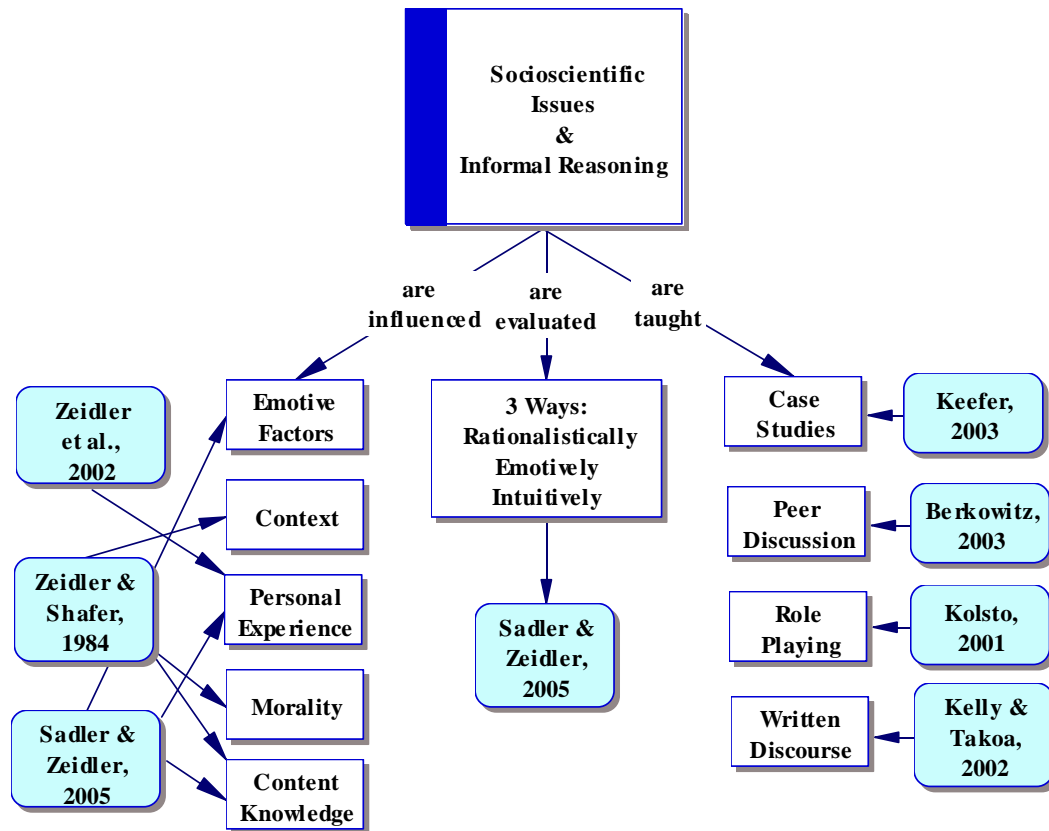 Socioscientific
Issues
&
Informal Reasoning
are
influenced
are
evaluated
are
taught
Zeidler
et al.,
2002
Zeidler &
Shafer,
1984
Sadler &
Zeidler,
2005
Emotive
Factors
Context
Personal
Experience
Morality
Content
Knowledge
3 Ways:
Rationalistically
Emotively
Intuitively
Sadler &
Zeidler,
2005
Case
Studies
Peer
Discussion
Role
Playing
Written
Discourse
Keefer,
2003
Berkowitz,
2003
Kolsto,
2001
Kelly &
Takoa,
2002